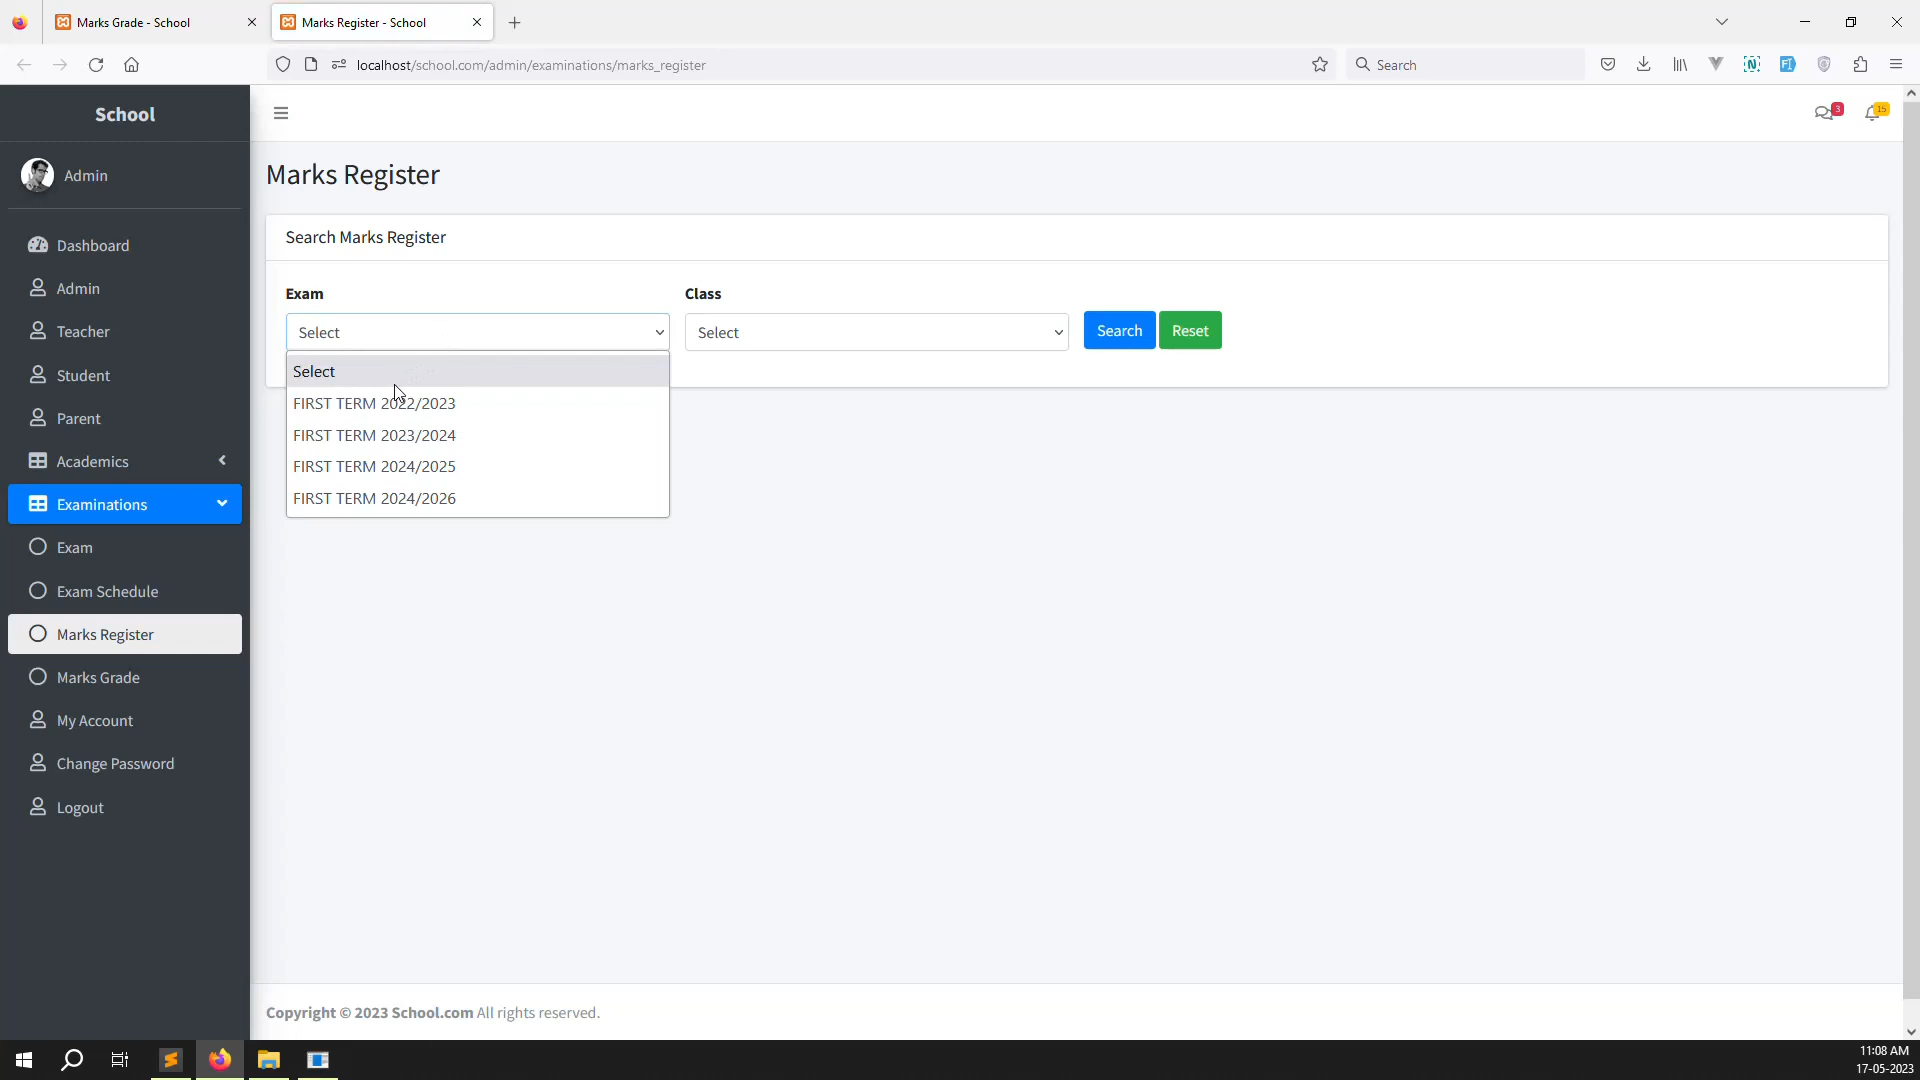 Marks Grade - School
Marks Register - School
localhost/school.com/admin/examinations/marks_register
Search
School
3
15
Admin
Marks Register
Search Marks Register
Exam
Class
Select
Select
Search
Reset
Select
FIRST TERM 2022/2023
FIRST TERM 2023/2024
FIRST TERM 2024/2025
FIRST TERM 2024/2026
Dashboard
Admin
Teacher
Student
Parent
Academics
Examinations
Exam
Exam Schedule
Marks Register
Marks Grade
My Account
Change Password
Logout
Copyright © 2023 School.com All rights reserved.
11:08 AM
17-05-2023